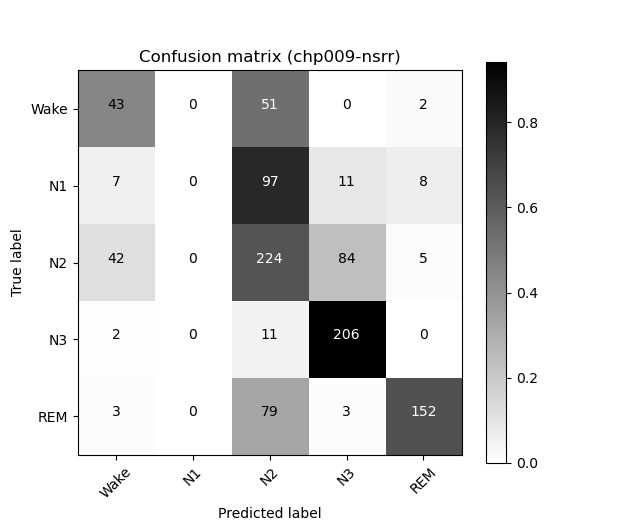 Confusion matrix (chp009-nsrr)
Wake 43 0 51 0 2
N1 7 0 97 11 8
N2 42 0 224 84 5
N3 2 0 11 206 0
REM 3 0 79 3 152
Wake N1 N2 N3 REM
Predicted label
True label
0.8
0.6
0.4
0.2
0.0